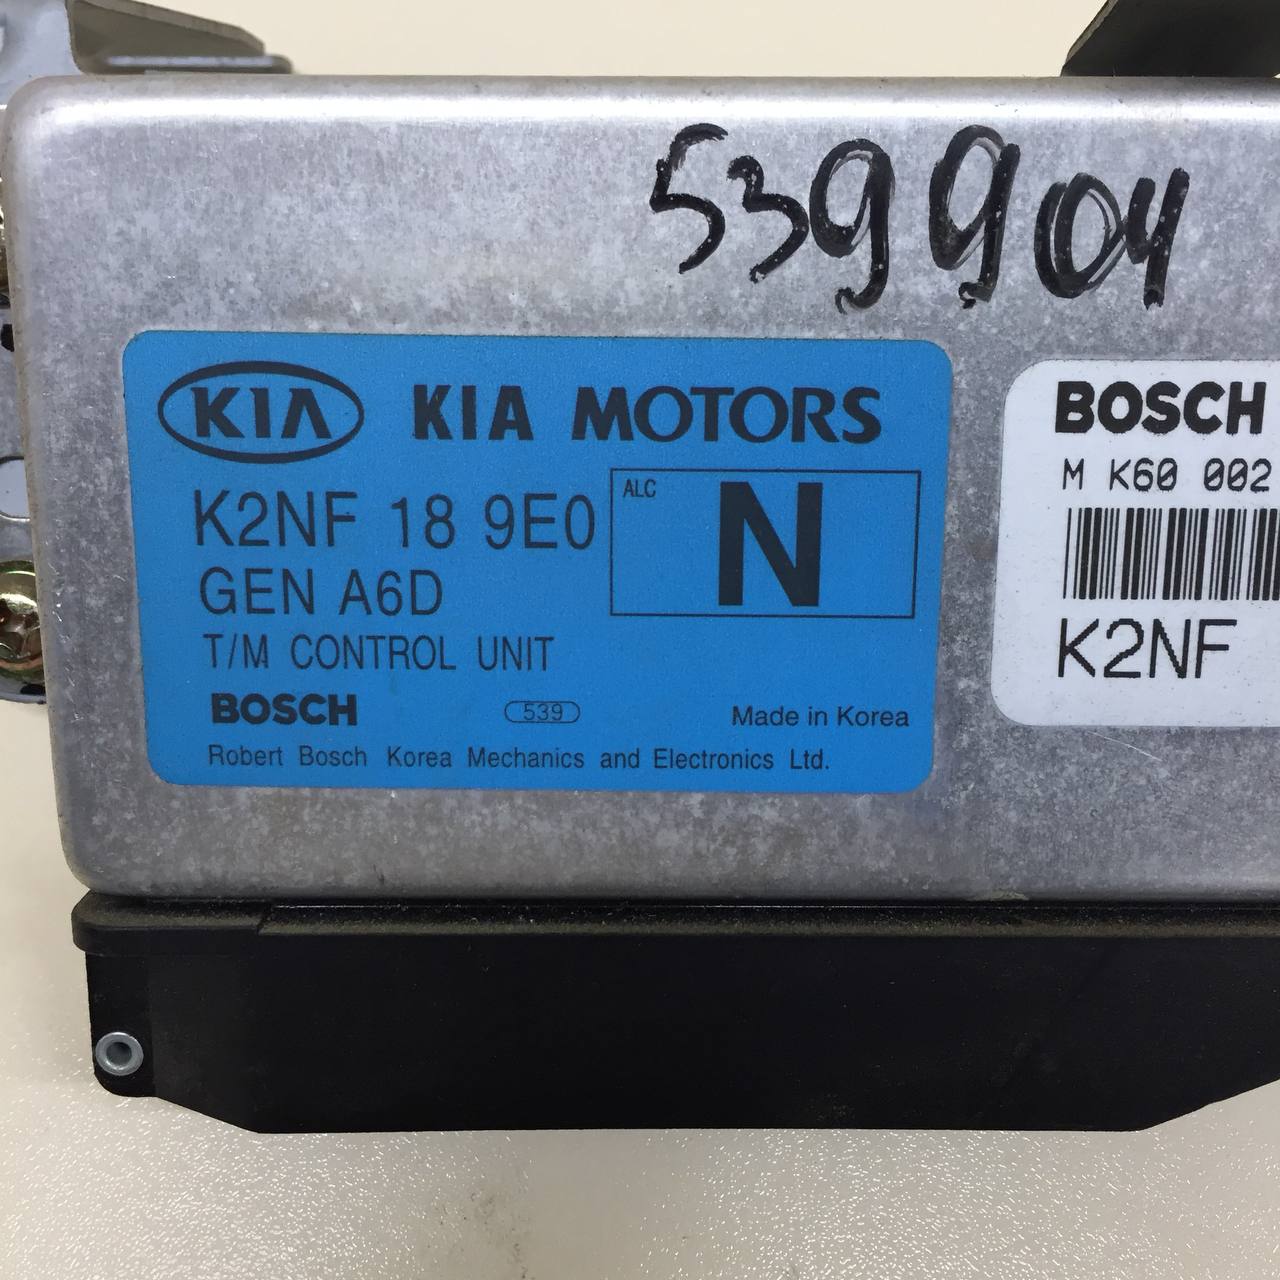 539904
KIA KIA MOTORS
K2NF 18 9E0
ALC
N
GEN A6D
T/M CONTROL UNIT
BOSCH 539 Made in Korea
Robert Bosch Korea Mechanics and Electronics Ltd.
BOSCH
M K60 002
K2NF